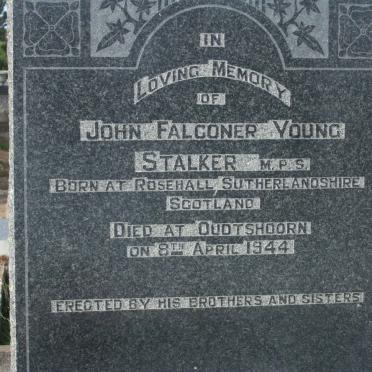 IN
LOVING MEMORY
OF
JOHN FALCONER YOUNG
STALKER M.P.S.
BORN AT ROSEHALL SUTHERLANDSHIRE
SCOTLAND
DIED AT OUDTSHOORN
ON 8TH APRIL 1944
ERECTED BY HIS BROTHERS AND SISTERS